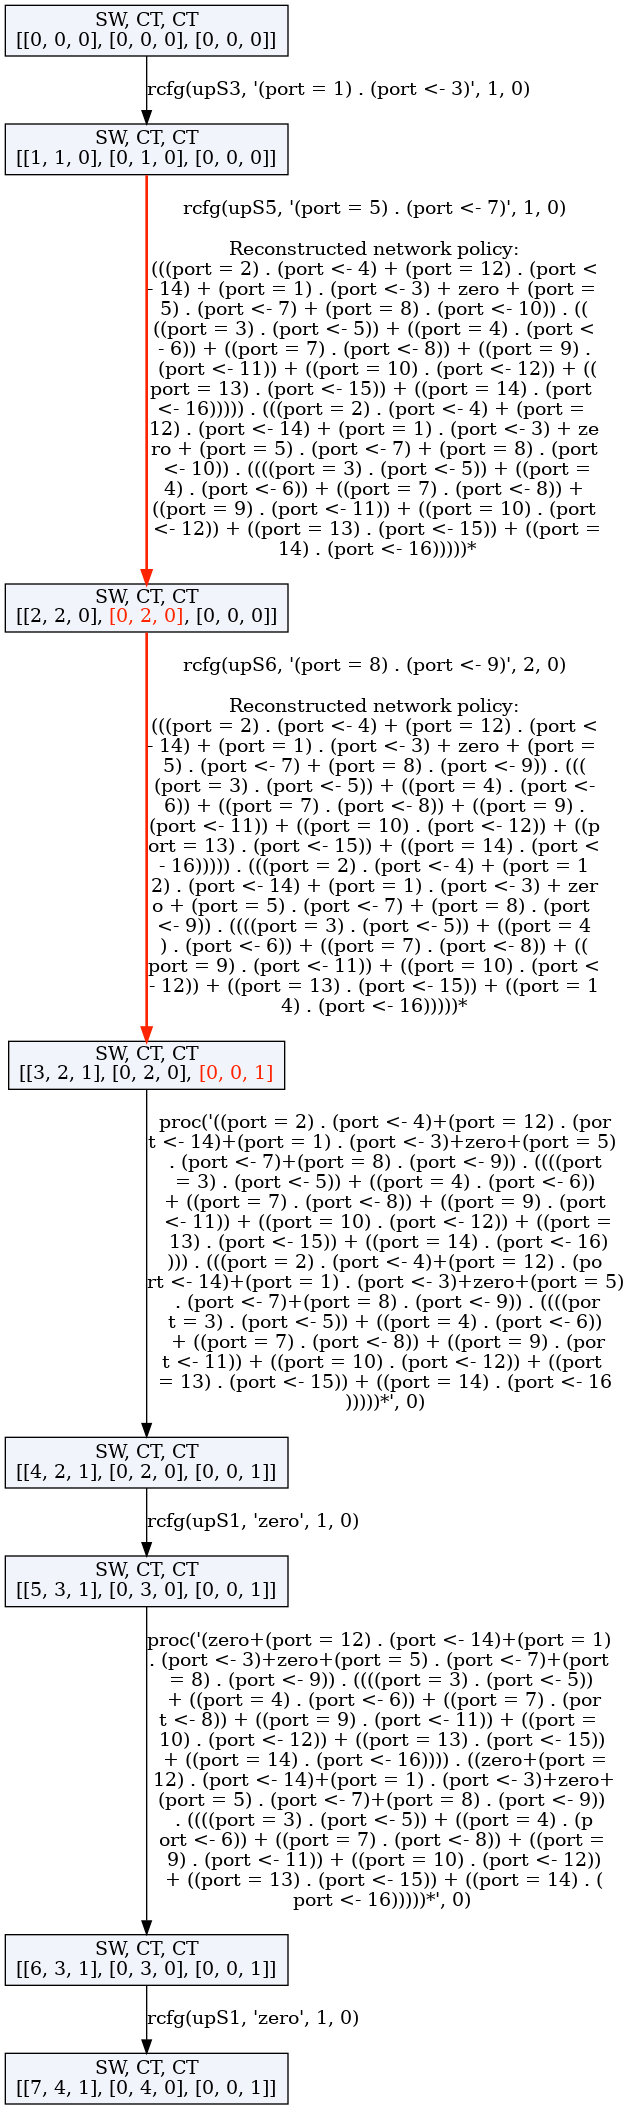 SW, CT, CT
[[0, 0, 0], [0, 0, 0], [0, 0, 0]]
rcfg(upS3, '(port = 1) . (port <- 3)', 1, 0)
SW, CT, CT
[[1, 1, 0], [0, 1, 0], [0, 0, 0]]
rcfg(upS5, '(port = 5) . (port <- 7)', 1, 0)
Reconstructed network policy:
(((port = 2) . (port <- 4) + (port = 12) . (port <
- 14) + (port = 1) . (port <- 3) + zero + (port =
5) . (port <- 7) + (port = 8) . (port <- 10)) . ((
((port = 3) . (port <- 5)) + ((port = 4) . (port <
- 6)) + ((port = 7) . (port <- 8)) + ((port = 9) .
(port <- 11)) + ((port = 10) . (port <- 12)) + ((
port = 13) . (port <- 15)) + ((port = 14) . (port
<- 16))))) . (((port = 2) . (port <- 4) + (port =
12) . (port <- 14) + (port = 1) . (port <- 3) + ze
ro + (port = 5) . (port <- 7) + (port = 8) . (port
<- 10)) . ((((port = 3) . (port <- 5)) + ((port =
4) . (port <- 6)) + ((port = 7) . (port <- 8)) +
((port = 9) . (port <- 11)) + ((port = 10) . (port
<- 12)) + ((port = 13) . (port <- 15)) + ((port =
14) . (port <- 16)))))*
SW, CT, CT
[[2, 2, 0], [0, 2, 0], [0, 0, 0]]
rcfg(upS6, '(port = 8) . (port <- 9)', 2, 0)
Reconstructed network policy:
(((port = 2) . (port <- 4) + (port = 12) . (port <
- 14) + (port = 1) . (port <- 3) + zero + (port =
5) . (port <- 7) + (port = 8) . (port <- 9)) . (((
(port = 3) . (port <- 5)) + ((port = 4) . (port <-
6)) + ((port = 7) . (port <- 8)) + ((port = 9) .
(port <- 11)) + ((port = 10) . (port <- 12)) + ((p
ort = 13) . (port <- 15)) + ((port = 14) . (port <
- 16))))) . (((port = 2) . (port <- 4) + (port = 1
2) . (port <- 14) + (port = 1) . (port <- 3) + zer
o + (port = 5) . (port <- 7) + (port = 8) . (port
<- 9)) . ((((port = 3) . (port <- 5)) + ((port = 4
) . (port <- 6)) + ((port = 7) . (port <- 8)) + ((
port = 9) . (port <- 11)) + ((port = 10) . (port <
- 12)) + ((port = 13) . (port <- 15)) + ((port = 1
4) . (port <- 16)))))*
SW, CT, CT
[[3, 2, 1], [0, 2, 0], [0, 0, 1]]
proc('((port = 2) . (port <- 4)+(port = 12) . (por
t <- 14)+(port = 1) . (port <- 3)+zero+(port = 5)
. (port <- 7)+(port = 8) . (port <- 9)) . ((((port
= 3) . (port <- 5)) + ((port = 4) . (port <- 6))
+ ((port = 7) . (port <- 8)) + ((port = 9) . (port
<- 11)) + ((port = 10) . (port <- 12)) + ((port =
13) . (port <- 15)) + ((port = 14) . (port <- 16)
))) . (((port = 2) . (port <- 4)+(port = 12) . (po
rt <- 14)+(port = 1) . (port <- 3)+zero+(port = 5)
. (port <- 7)+(port = 8) . (port <- 9)) . ((((por
t = 3) . (port <- 5)) + ((port = 4) . (port <- 6))
+ ((port = 7) . (port <- 8)) + ((port = 9) . (por
t <- 11)) + ((port = 10) . (port <- 12)) + ((port
= 13) . (port <- 15)) + ((port = 14) . (port <- 16
)))))*', 0)
SW, CT, CT
[[4, 2, 1], [0, 2, 0], [0, 0, 1]]
rcfg(upS1, 'zero', 1, 0)
SW, CT, CT
[[5, 3, 1], [0, 3, 0], [0, 0, 1]]
proc('(zero+(port = 12) . (port <- 14)+(port = 1)
. (port <- 3)+zero+(port = 5) . (port <- 7)+(port
= 8) . (port <- 9)) . ((((port = 3) . (port <- 5))
+ ((port = 4) . (port <- 6)) + ((port = 7) . (por
t <- 8)) + ((port = 9) . (port <- 11)) + ((port =
10) . (port <- 12)) + ((port = 13) . (port <- 15))
+ ((port = 14) . (port <- 16)))) . ((zero+(port =
12) . (port <- 14)+(port = 1) . (port <- 3)+zero+
(port = 5) . (port <- 7)+(port = 8) . (port <- 9))
. ((((port = 3) . (port <- 5)) + ((port = 4) . (p
ort <- 6)) + ((port = 7) . (port <- 8)) + ((port =
9) . (port <- 11)) + ((port = 10) . (port <- 12))
+ ((port = 13) . (port <- 15)) + ((port = 14) . (
port <- 16)))))*', 0)
SW, CT, CT
[[6, 3, 1], [0, 3, 0], [0, 0, 1]]
rcfg(upS1, 'zero', 1, 0)
SW, CT, CT
[[7, 4, 1], [0, 4, 0], [0, 0, 1]]